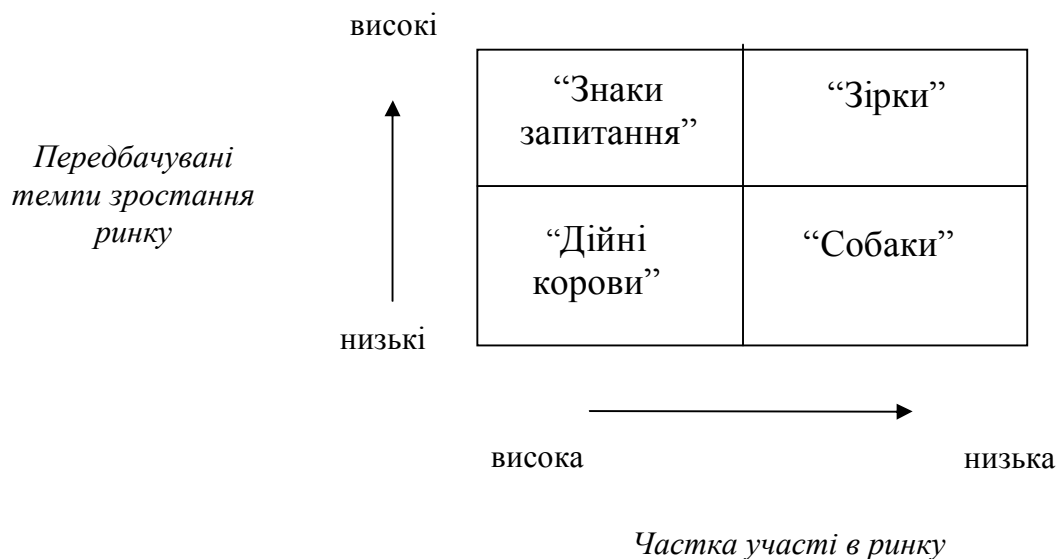 високі
“Знаки
запитання”
“Зірки”
Передбачувані
темпи зростання
ринку
“Дійні
корови”
“Собаки”
низькі
висока
низька
Частка участі в ринку